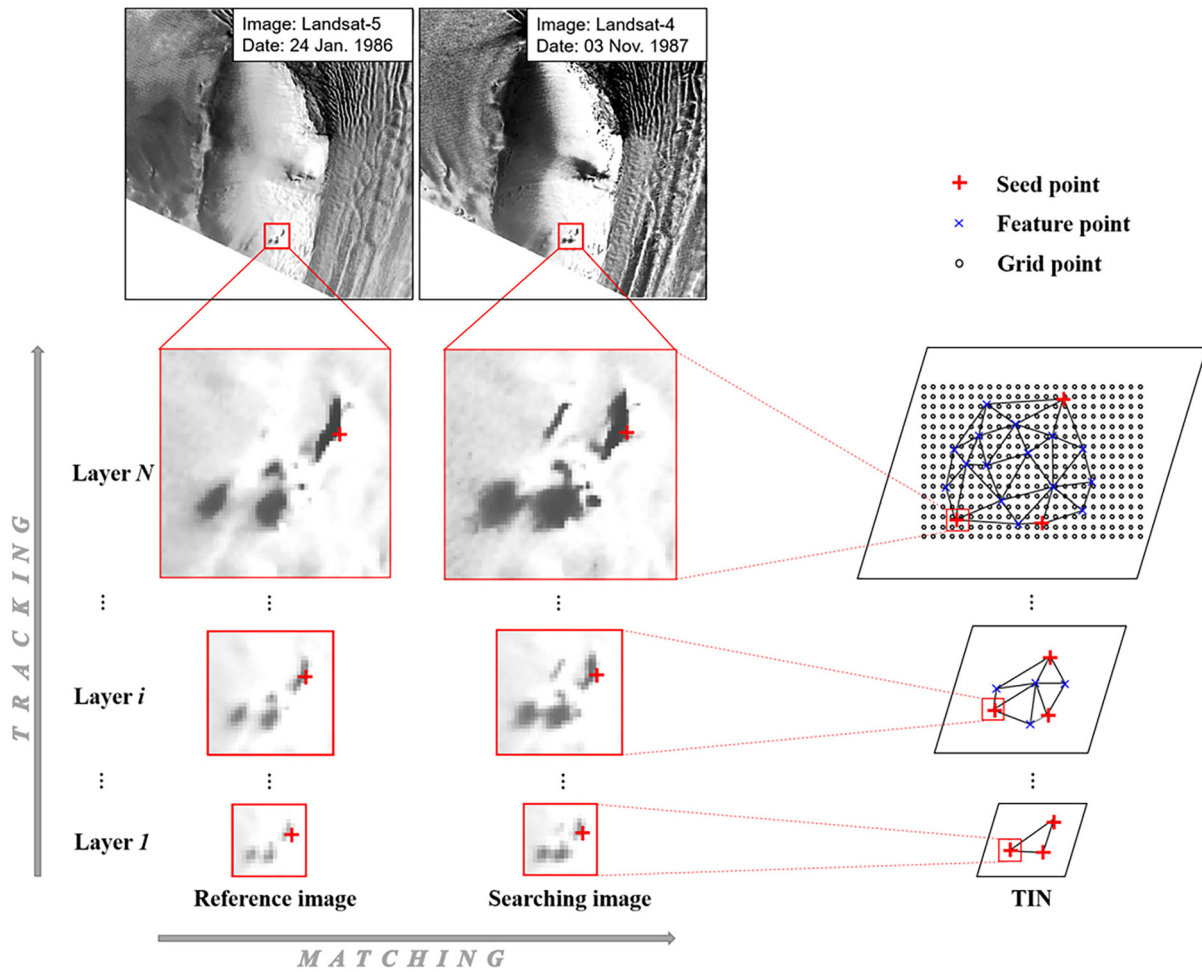 Image: Landsat-5
Date: 24 Jan. 1986
Image: Landsat-4
Date: 03 Nov. 1987
Seed point
Feature point
Grid point
TRACKING
Layer N
Layer i
Layer 1
Reference image
Searching image
TIN
MATCHING